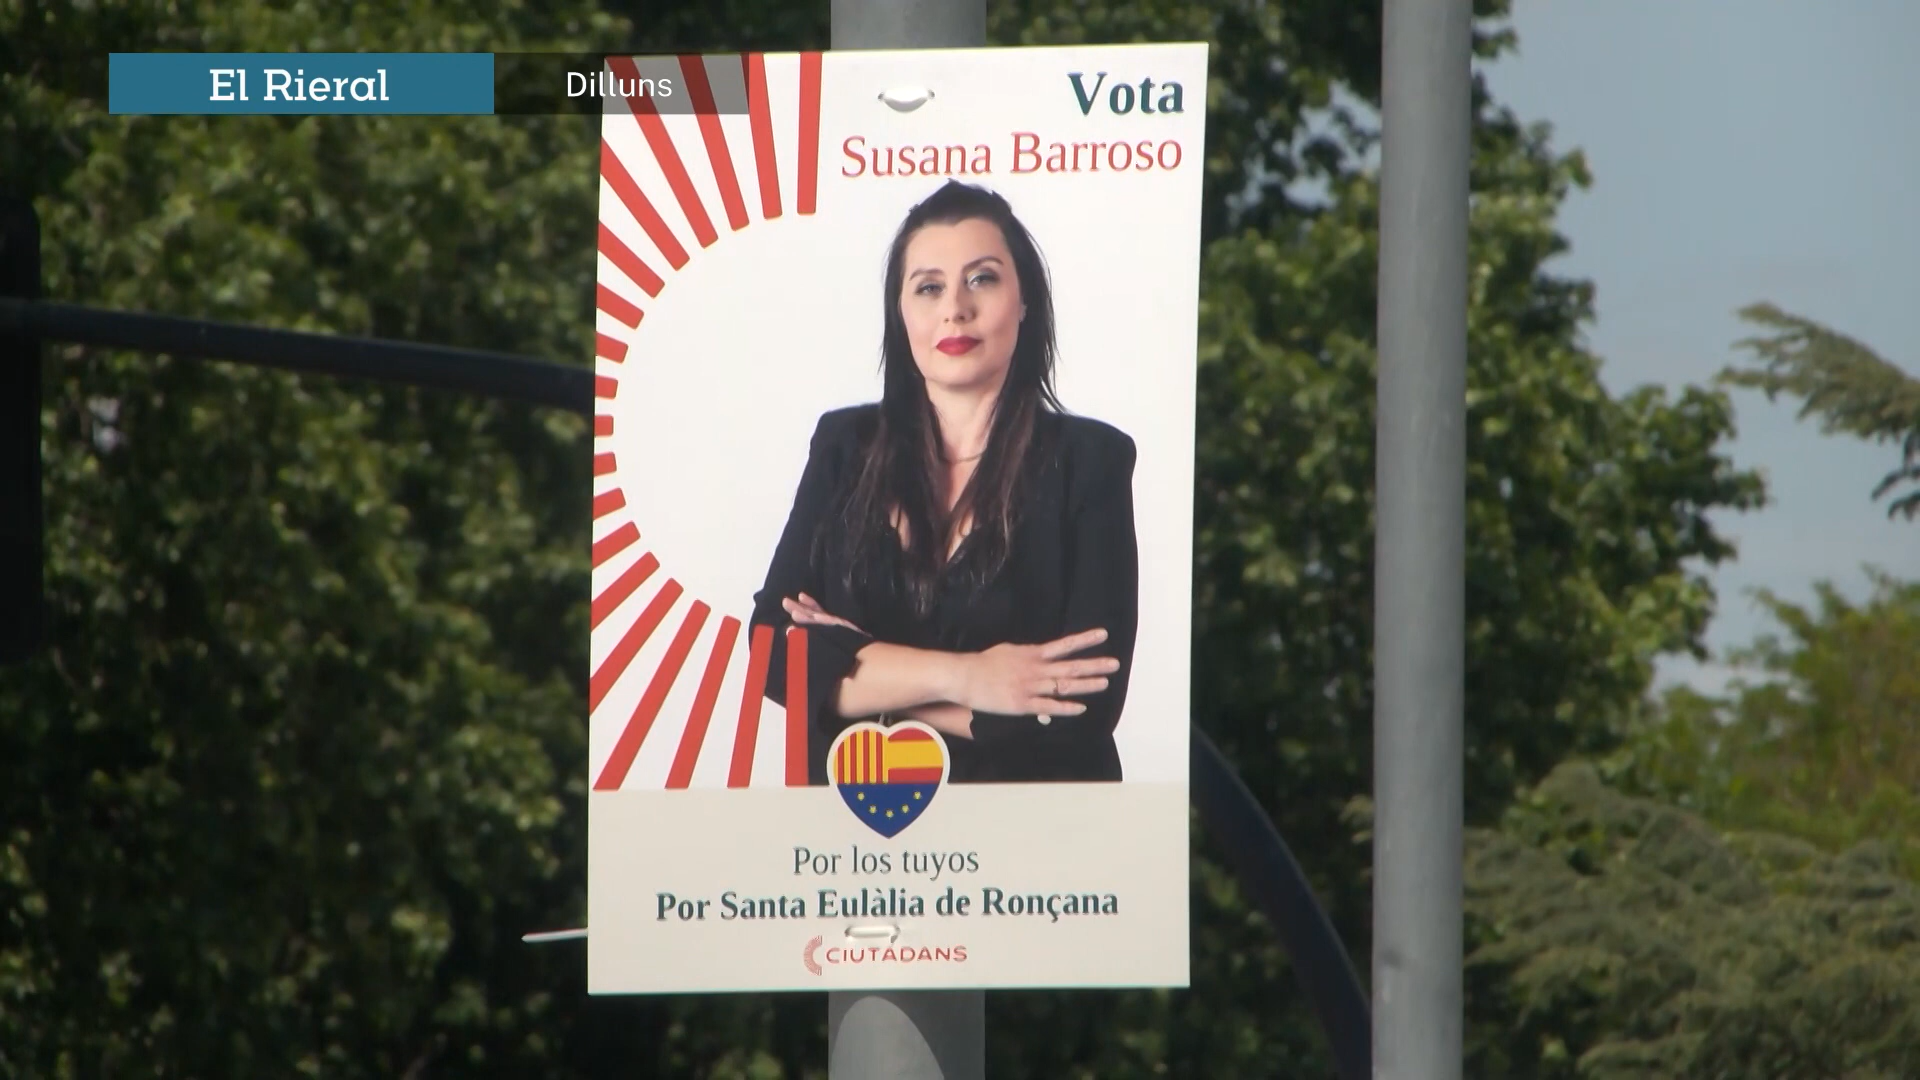 El Rieral
Dilluns
Vota
Susana Barroso
Por los tuyos
Por Santa Eulàlia de Ronçana
CIUTADANS